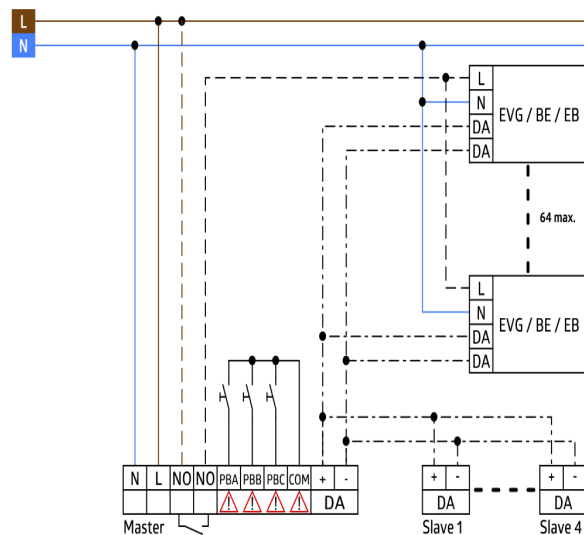 L
N
L
N
DA
DA
EVG / BE / EB
64 max.
L
N
DA
DA
EVG / BE / EB
N L NO NO PBA PBB PBC COM + -
DA
+ -
DA
+ -
DA
Master
Slave 1
Slave 4